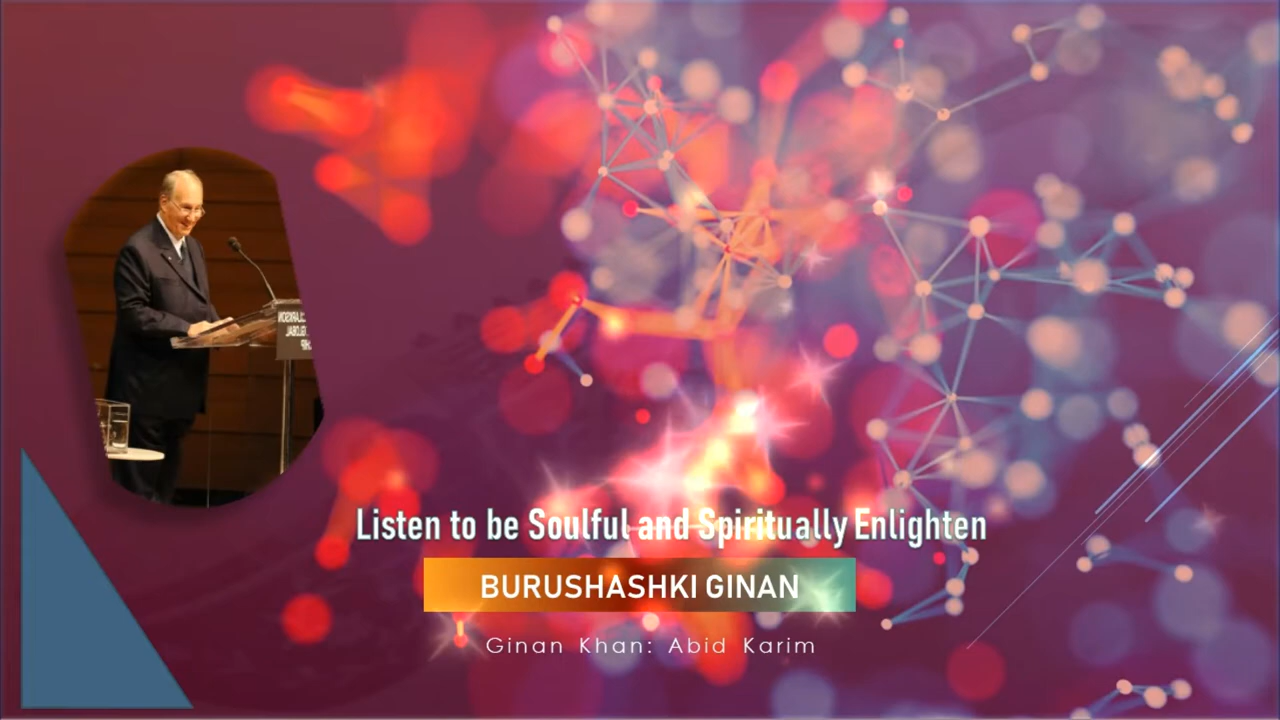 Listen to be Soulful and Spiritually Enlighten
BURUSHASHKI GINAN
Ginan Khan: Abid Karim